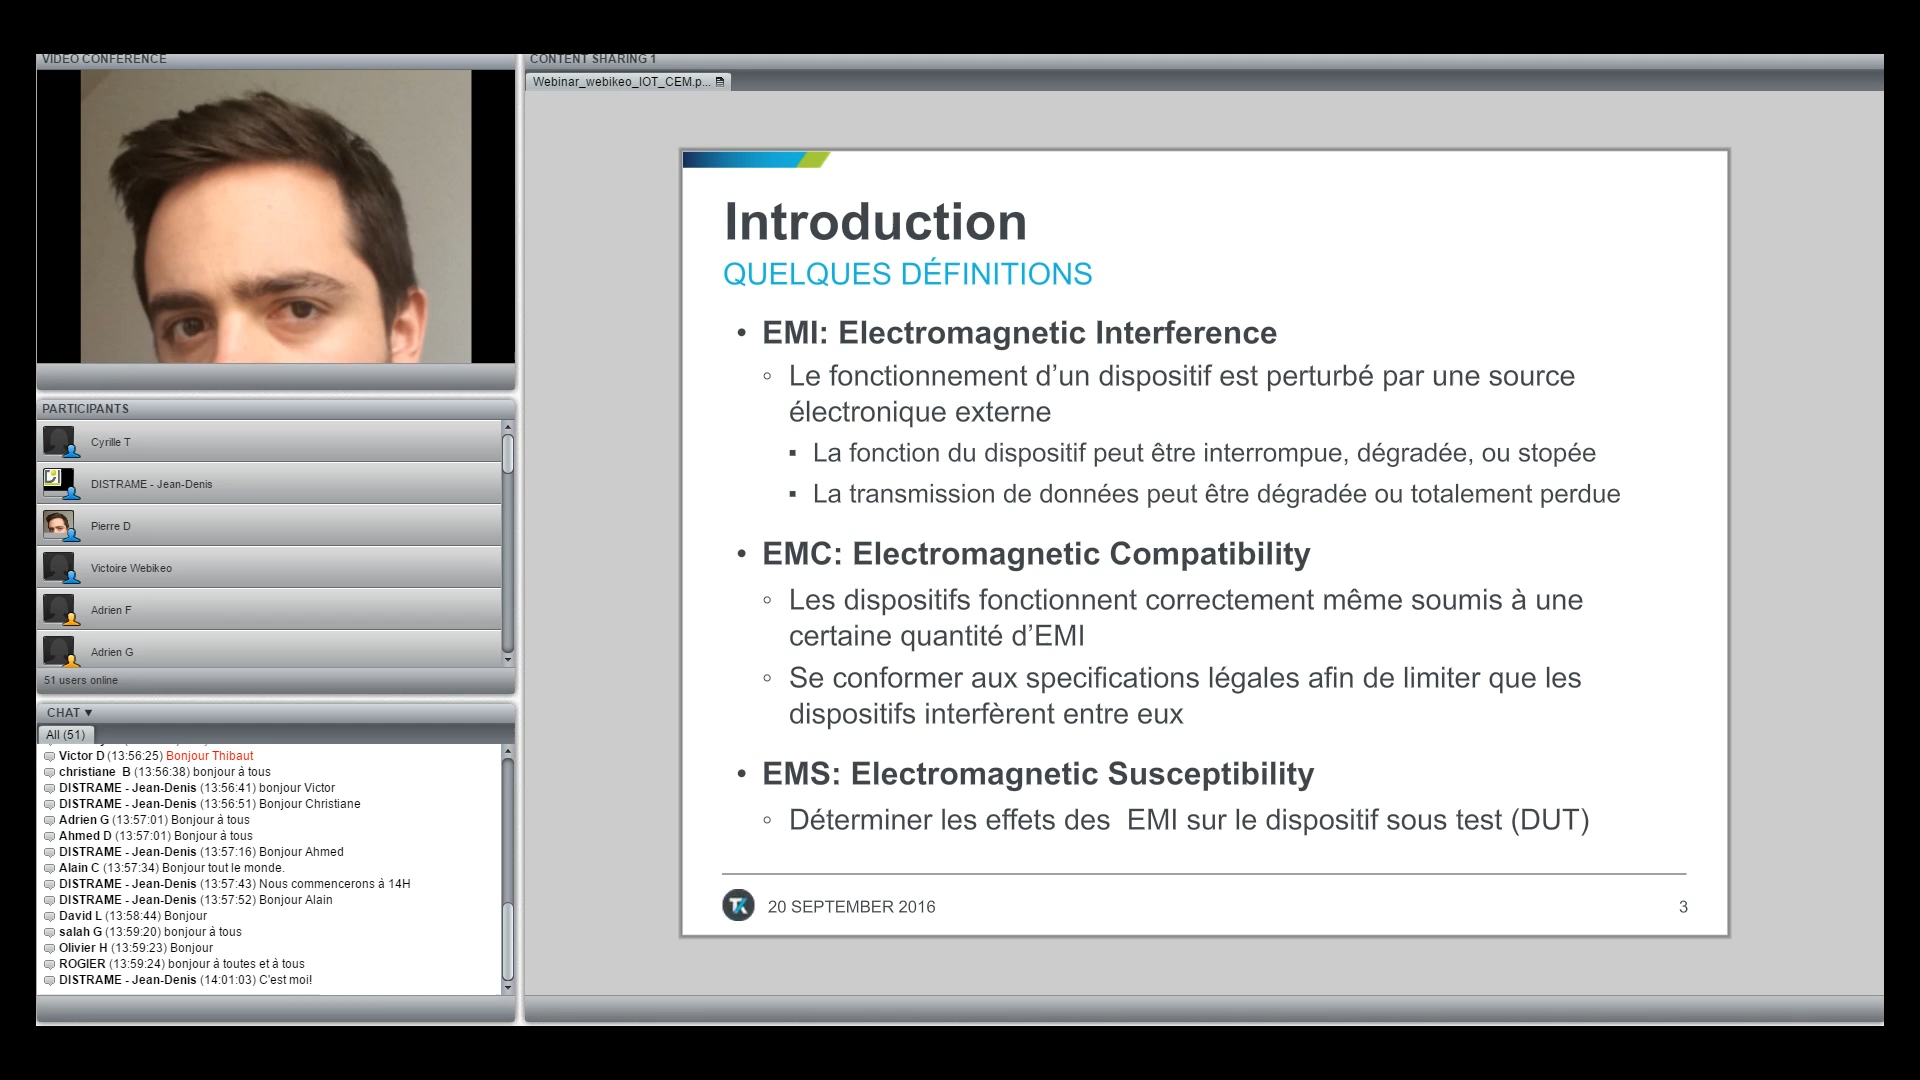 VIDEO CONFERENCE
PARTICIPANTS
Cyrille T
DISTRAME - Jean-Denis
Pierre D
Victoire Webikeo
Adrien F
Adrien G
51 users online
CHAT ▼
All (51)
Victor D (13:56:25) Bonjour Thibaut
christiane B (13:56:38) bonjour à tous
DISTRAME - Jean-Denis (13:56:41) bonjour Victor
DISTRAME - Jean-Denis (13:56:51) Bonjour Christiane
Adrien G (13:57:01) Bonjour à tous
Ahmed D (13:57:01) Bonjour à tous
DISTRAME - Jean-Denis (13:57:16) Bonjour Ahmed
Alain C (13:57:34) Bonjour tout le monde.
DISTRAME - Jean-Denis (13:57:43) Nous commencerons à 14H
DISTRAME - Jean-Denis (13:57:52) Bonjour Alain
David L (13:58:44) Bonjour
salah G (13:59:20) bonjour à tous
Olivier H (13:59:23) Bonjour
ROGIER (13:59:24) bonjour à toutes et à tous
DISTRAME - Jean-Denis (14:01:03) C'est moi!
CONTENT SHARING 1
Webinar_webikeo_IOT_CEM.p...
Introduction
QUELQUES DÉFINITIONS
• EMI: Electromagnetic Interference
◦ Le fonctionnement d’un dispositif est perturbé par une source
électronique externe
▪ La fonction du dispositif peut être interrompue, dégradée, ou stopée
▪ La transmission de données peut être dégradée ou totalement perdue
• EMC: Electromagnetic Compatibility
◦ Les dispositifs fonctionnent correctement même soumis à une
certaine quantité d’EMI
◦ Se conformer aux specifications légales afin de limiter que les
dispositifs interfèrent entre eux
• EMS: Electromagnetic Susceptibility
◦ Déterminer les effets des EMI sur le dispositif sous test (DUT)
TK 20 SEPTEMBER 2016 3